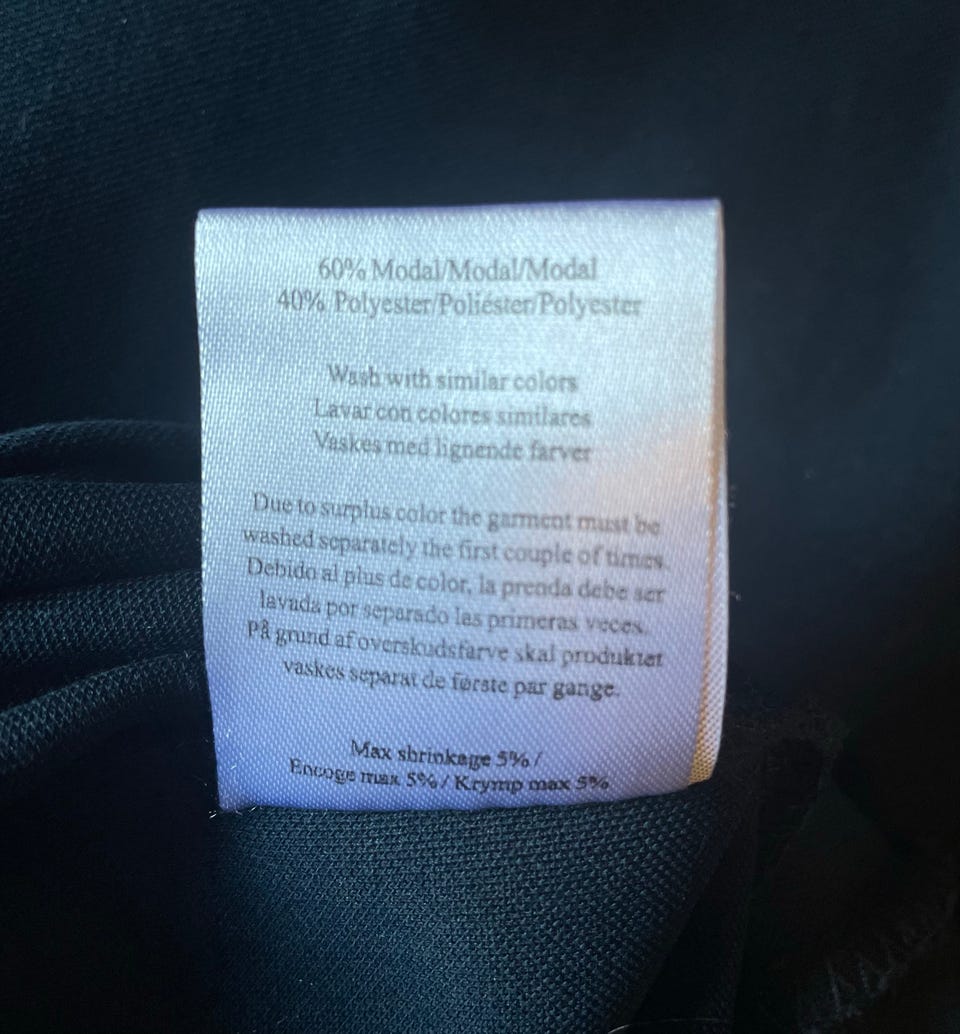 60% Modal/Modal/Modal
40% Polyester/Poliéster/Polyester
Wash with similar colors
Lavar con colores similares
Vaskes med lignende farver
Due to surplus color the garment must be
washed separately the first couple of times.
Debido al plus de color, la prenda debe ser
lavada por separado las primeras veces.
På grund af overskudsfarve skal produktet
vaskes separat de første par gange.
Max shrinkage 5% /
Encoge max 5% / Krymp max 5%